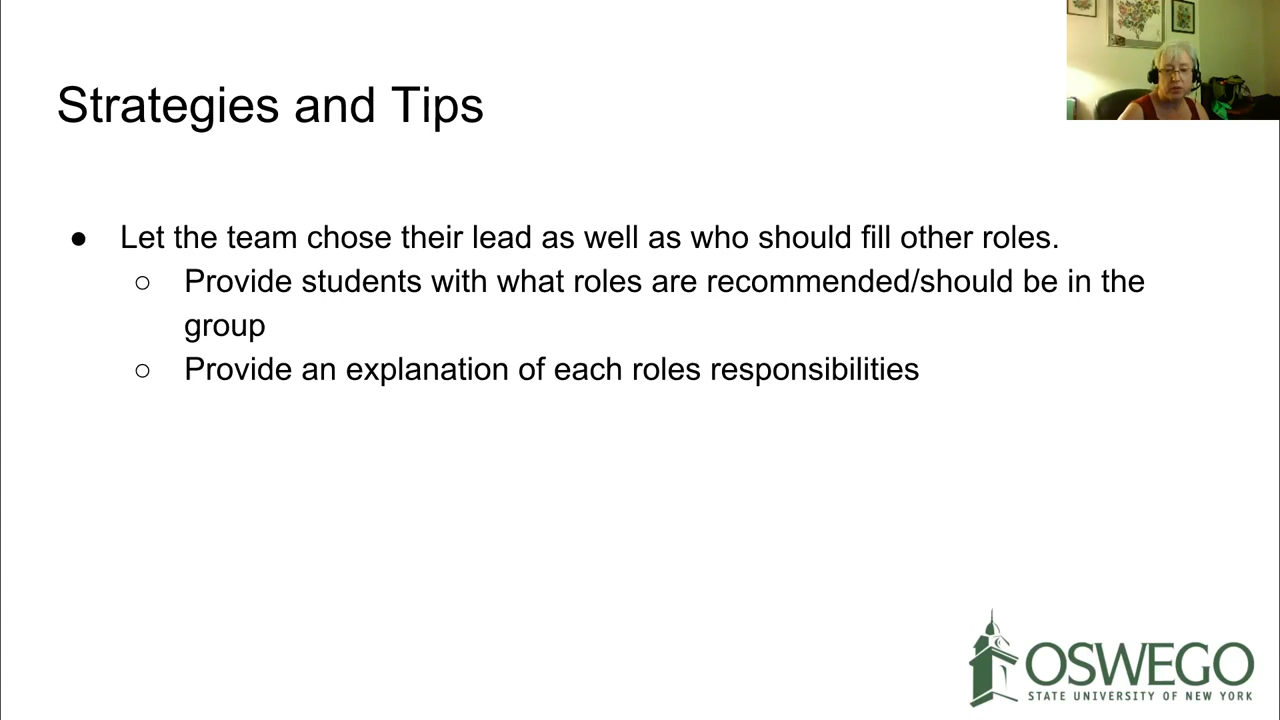 Strategies and Tips
● Let the team chose their lead as well as who should fill other roles.
○ Provide students with what roles are recommended/should be in the
group
○ Provide an explanation of each roles responsibilities
OSWEGO
STATE UNIVERSITY OF NEW YORK